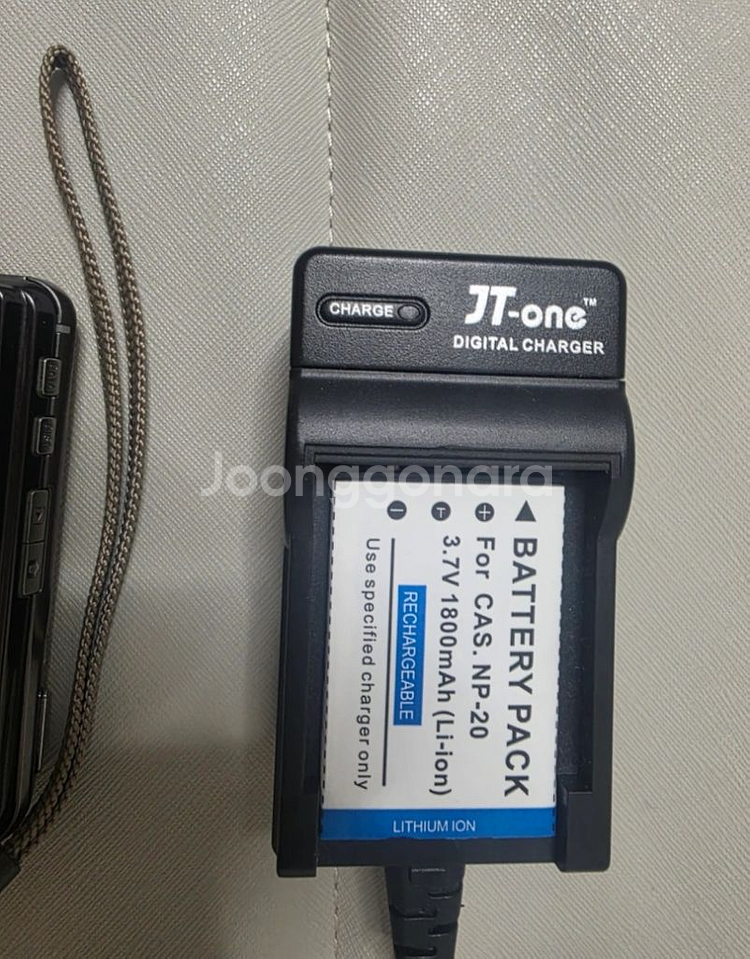 CHARGE
JT-one™
DIGITAL CHARGER
Joonggonara
◀ BATTERY PACK
⊕ For CAS. NP-20
T 3.7V 1800mAh (Li-ion)
⊖ RECHARGEABLE
Use specified charger only
LITHIUM ION